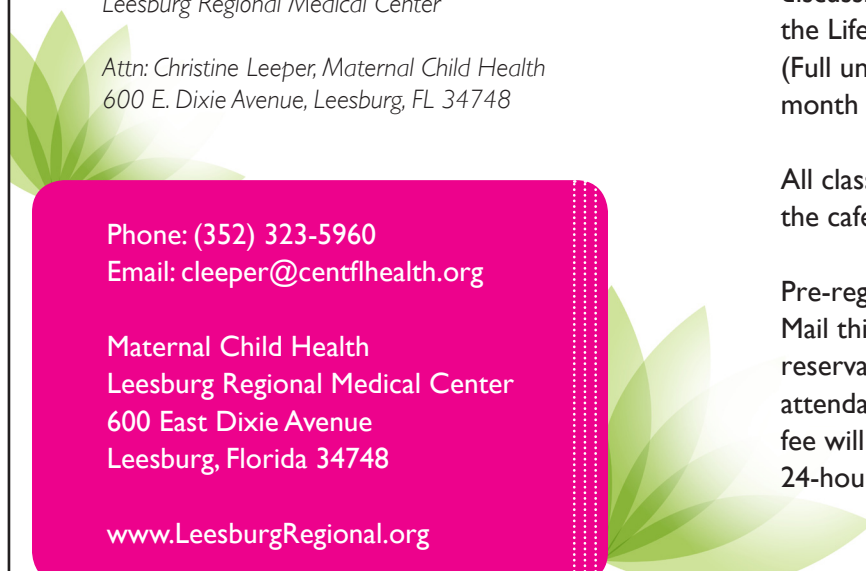 Leesburg Regional Medical Center
Attn: Christine Leeper, Maternal Child Health
600 E. Dixie Avenue, Leesburg, FL 34748
Phone: (352) 323-5960
Email: cleeper@centflhealth.org
Maternal Child Health
Leesburg Regional Medical Center
600 East Dixie Avenue
Leesburg, Florida 34748
www.LeesburgRegional.org
the Life
(Full un
month
All clas
the cafe
Pre-reg
Mail thi
reserva
attenda
fee will
24-hou